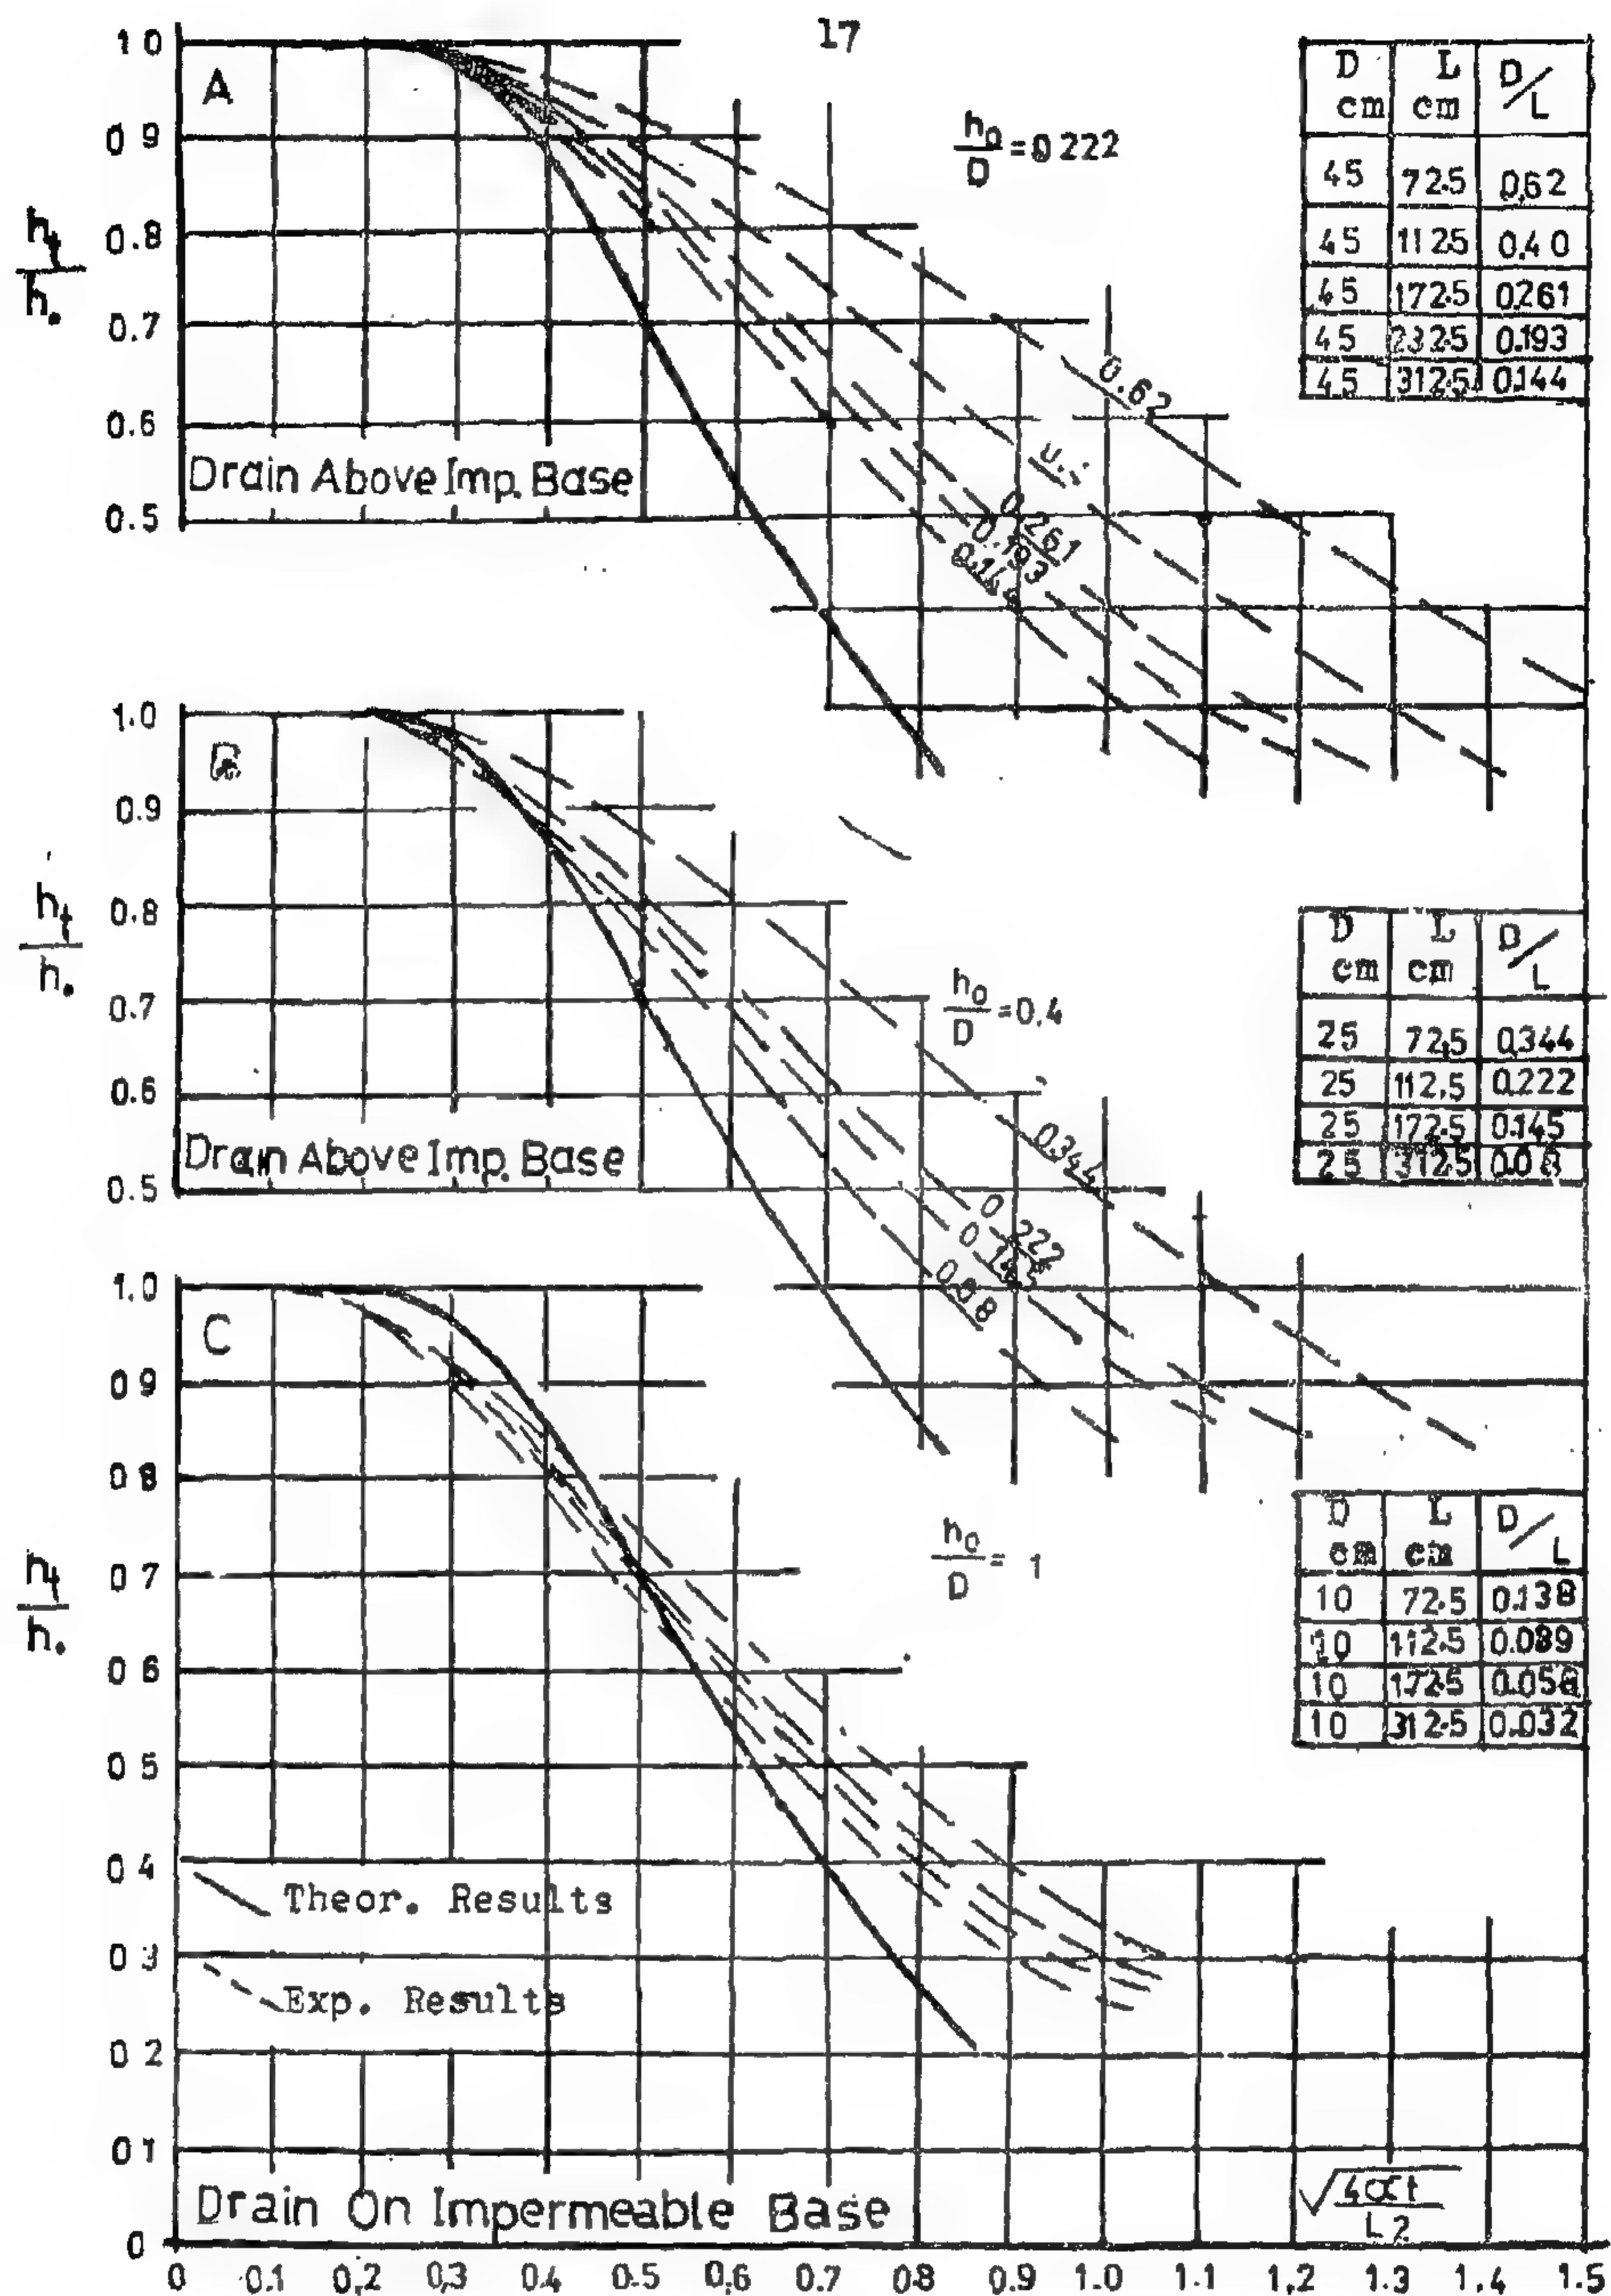 17
A
h₀/D = 0.222
D cm L cm D/L
45 72.5 0.62
45 112.5 0.40
45 172.5 0.261
45 232.5 0.193
45 312.5 0.144
1.0
0.9
0.8
hₜ/h₀
0.7
0.6
0.5
0.62
0.261
0.193
Drain Above Imp. Base
B
1.0
0.9
0.8
hₜ/h₀
0.7
0.6
0.5
h₀/D = 0.4
D cm L cm D/L
25 72.5 0.344
25 112.5 0.222
25 172.5 0.145
25 312.5 0.08
0.344
0.222
0.145
0.08
Drain Above Imp. Base
C
1.0
0.9
0.8
hₜ/h₀
0.7
0.6
0.5
0.4
0.3
0.2
0.1
0
h₀/D = 1
D cm L cm D/L
10 72.5 0.138
10 112.5 0.089
10 172.5 0.058
10 312.5 0.032
Theor. Results
Exp. Results
Drain On Impermeable Base
√4αt/L2
0 0.1 0.2 0.3 0.4 0.5 0.6 0.7 0.8 0.9 1.0 1.1 1.2 1.3 1.4 1.5